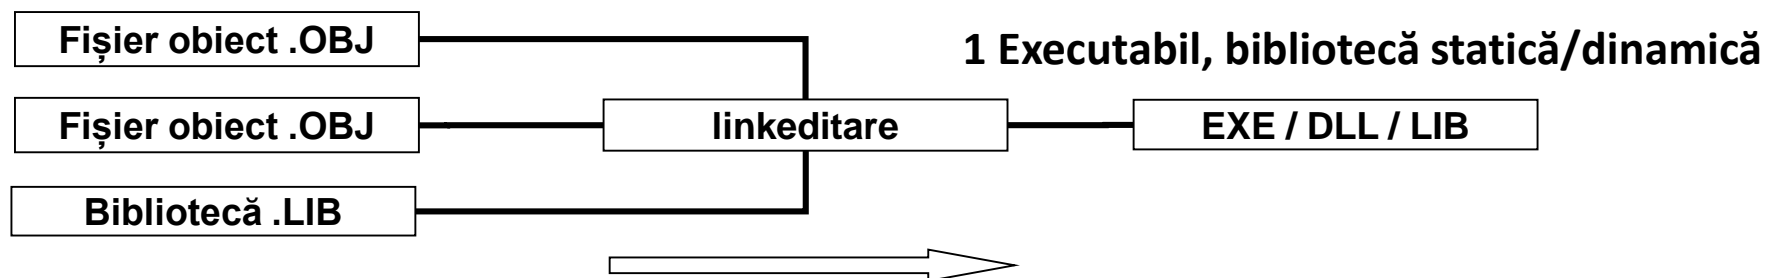 Fișier obiect .OBJ
1 Executabil, bibliotecă statică/dinamică
Fișier obiect .OBJ
linkeditare
EXE / DLL / LIB
Bibliotecă .LIB